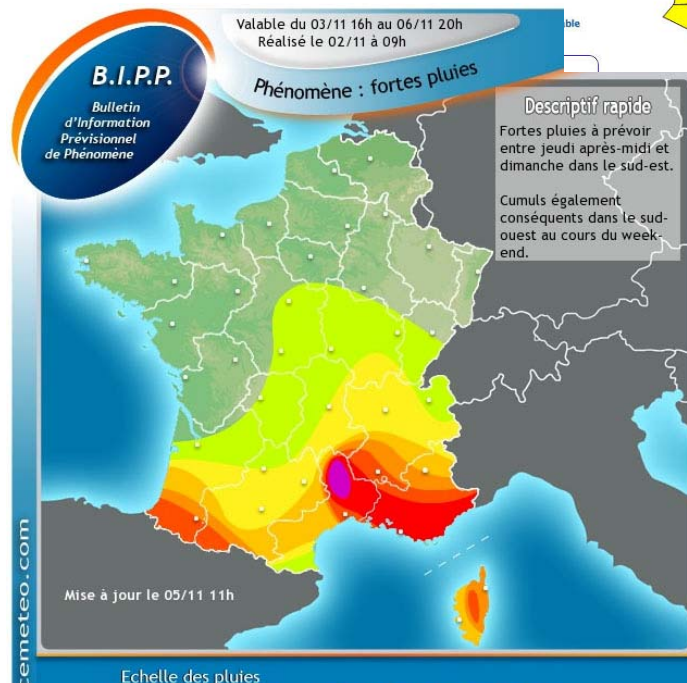 Valable du 03/11 16h au 06/11 20h
Réalisé le 02/11 à 09h
Phénomène : fortes pluies
B.I.P.P.
Bulletin
d'Information
Prévisionnel
de Phénomène
Descriptif rapide
Fortes pluies à prévoir
entre jeudi après-midi et
dimanche dans le sud-est.
Cumuls également
conséquents dans le sud-
ouest au cours du week-
end.
Mise à jour le 05/11 11h
Echelle des pluies